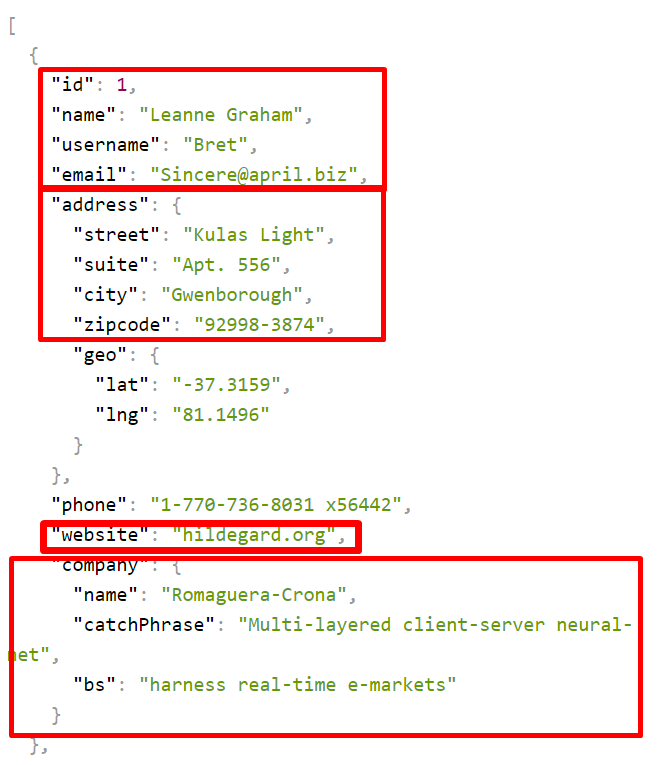 [
  {
    "id": 1,
    "name": "Leanne Graham",
    "username": "Bret",
    "email": "Sincere@april.biz",
    "address": {
      "street": "Kulas Light",
      "suite": "Apt. 556",
      "city": "Gwenborough",
      "zipcode": "92998-3874",
      "geo": {
        "lat": "-37.3159",
        "lng": "81.1496"
      }
    },
    "phone": "1-770-736-8031 x56442",
    "website": "hildegard.org",
    "company": {
      "name": "Romaguera-Crona",
      "catchPhrase": "Multi-layered client-server neural-
net",
      "bs": "harness real-time e-markets"
    }
  },